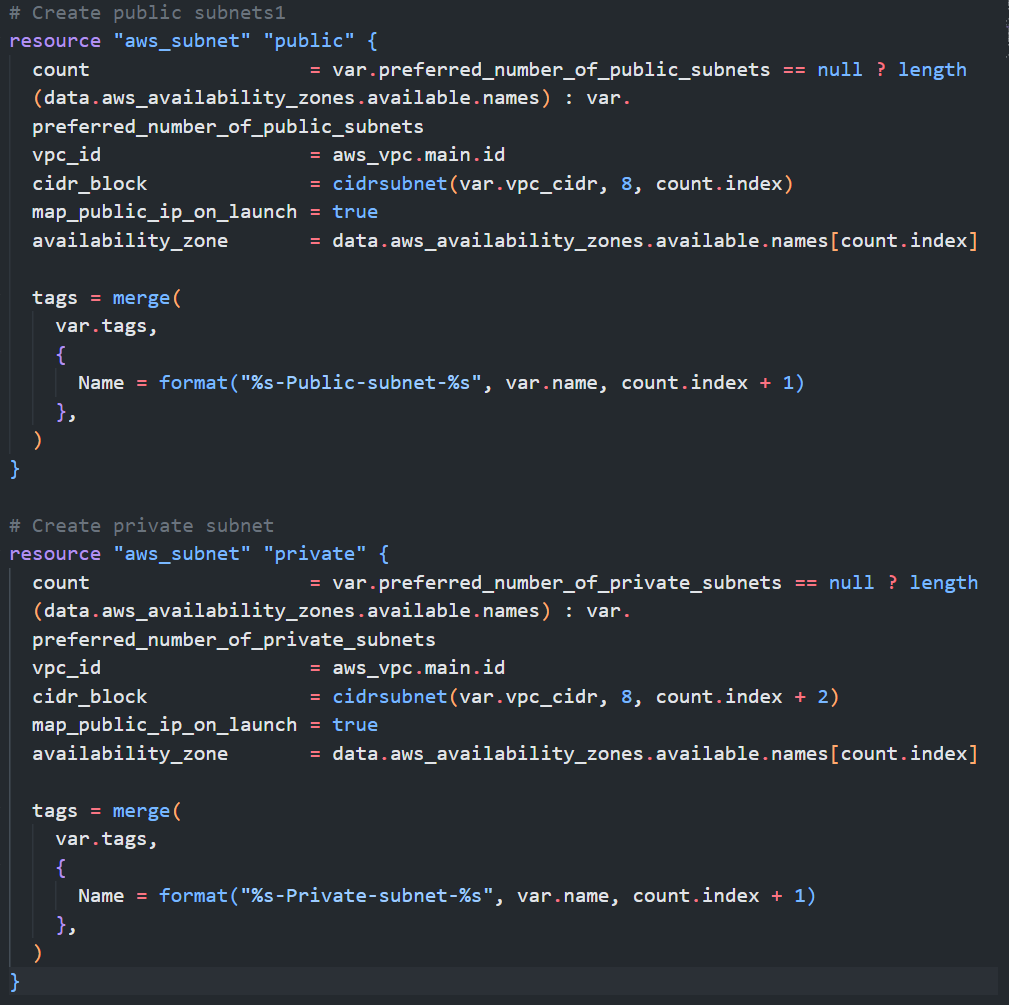 # Create public subnets1
resource "aws_subnet" "public" {
  count                   = var.preferred_number_of_public_subnets == null ? length
  (data.aws_availability_zones.available.names) : var.
  preferred_number_of_public_subnets
  vpc_id                  = aws_vpc.main.id
  cidr_block              = cidrsubnet(var.vpc_cidr, 8, count.index)
  map_public_ip_on_launch = true
  availability_zone       = data.aws_availability_zones.available.names[count.index]

  tags = merge(
    var.tags,
    {
      Name = format("%s-Public-subnet-%s", var.name, count.index + 1)
    },
  )
}

# Create private subnet
resource "aws_subnet" "private" {
  count                   = var.preferred_number_of_private_subnets == null ? length
  (data.aws_availability_zones.available.names) : var.
  preferred_number_of_private_subnets
  vpc_id                  = aws_vpc.main.id
  cidr_block              = cidrsubnet(var.vpc_cidr, 8, count.index + 2)
  map_public_ip_on_launch = true
  availability_zone       = data.aws_availability_zones.available.names[count.index]

  tags = merge(
    var.tags,
    {
      Name = format("%s-Private-subnet-%s", var.name, count.index + 1)
    },
  )
}